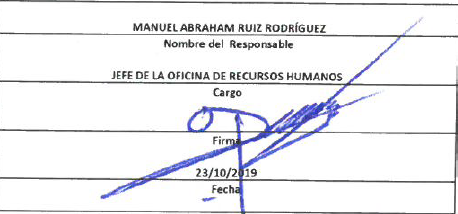 MANUEL ABRAHAM RUIZ RODRÍGUEZ
Nombre del Responsable
JEFE DE LA OFICINA DE RECURSOS HUMANOS
Cargo
Firma
23/10/2019
Fecha